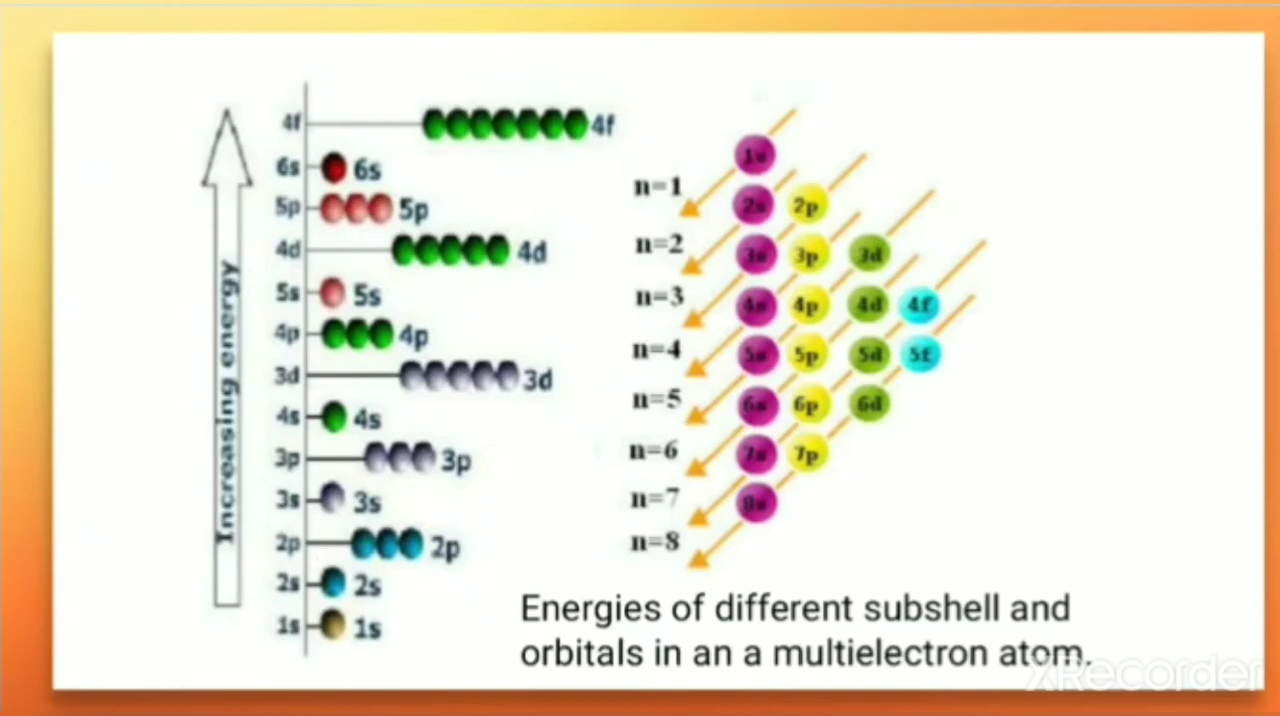 4f 4f
6s 6s
5p 5p
4d 4d
5s 5s
4p 4p
3d 3d
4s 4s
3p 3p
3s 3s
2p 2p
2s 2s
1s 1s
Increasing energy
1s
n=1
2s 2p
n=2
3s 3p 3d
n=3
4s 4p 4d 4f
n=4
5s 5p 5d 5f
n=5
6s 6p 6d
n=6
7s 7p
n=7
8s
n=8
Energies of different subshell and
orbitals in an a multielectron atom.
XRecorder